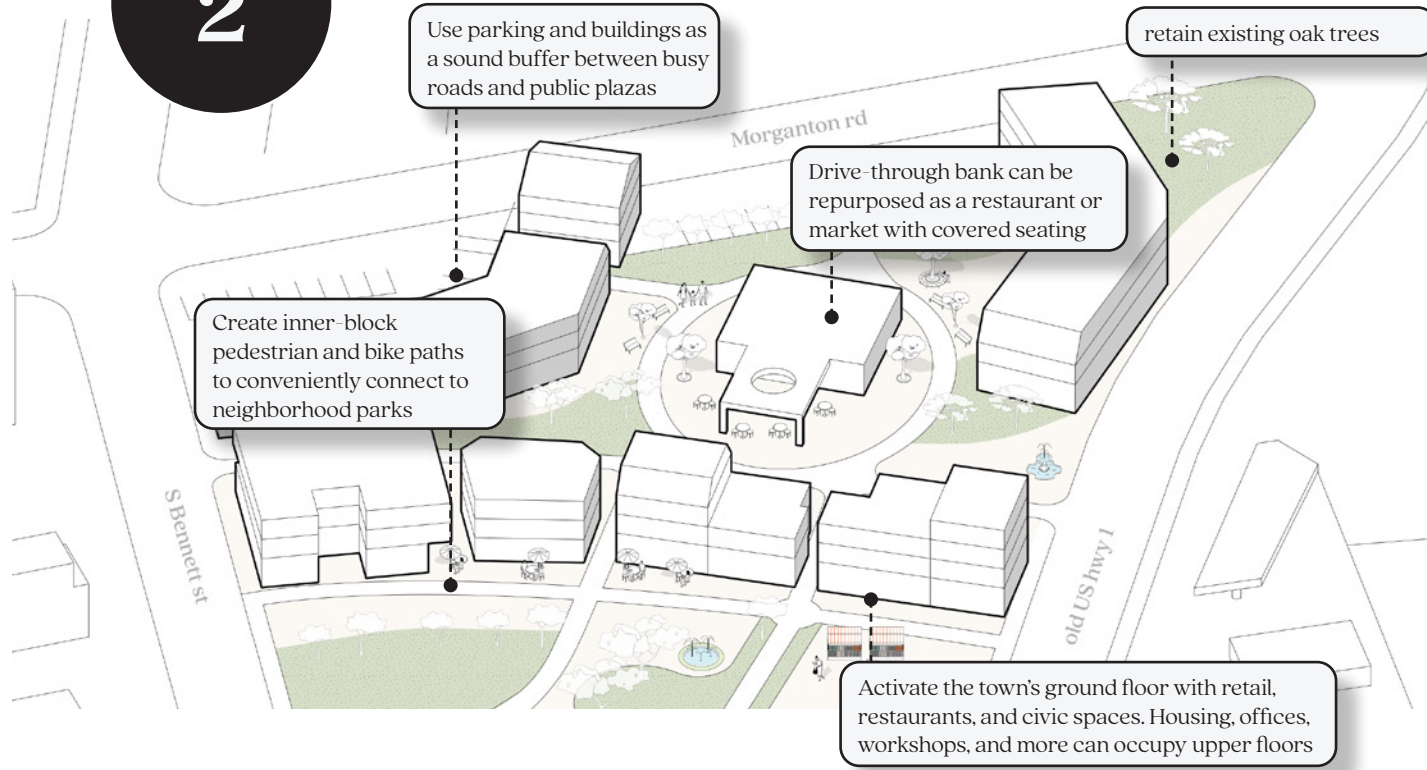 2
Use parking and buildings as
a sound buffer between busy
roads and public plazas
retain existing oak trees
Morganton rd
Drive-through bank can be
repurposed as a restaurant or
market with covered seating
Create inner-block
pedestrian and bike paths
to conveniently connect to
neighborhood parks
S Bennett st
old US hwy 1
Activate the town's ground floor with retail,
restaurants, and civic spaces. Housing, offices,
workshops, and more can occupy upper floors